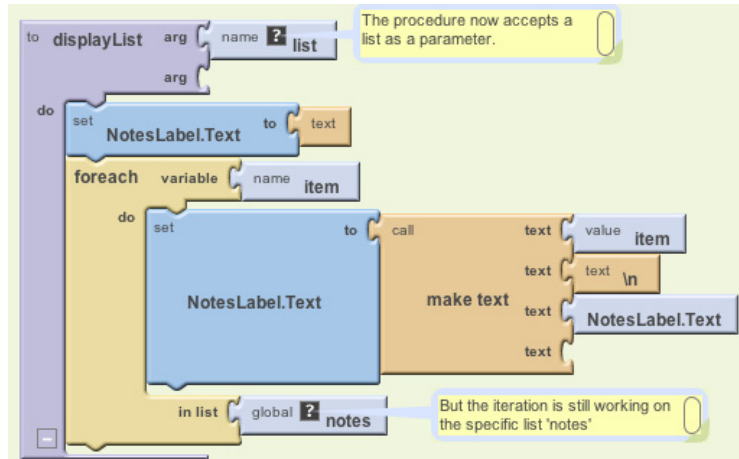 to displayList arg name ? list
The procedure now accepts a
list as a parameter.
arg
do
set NotesLabel.Text to text
foreach variable name item
do
set NotesLabel.Text to call make text
text value item
text text \n
text NotesLabel.Text
text
in list global ? notes
But the iteration is still working on
the specific list 'notes'